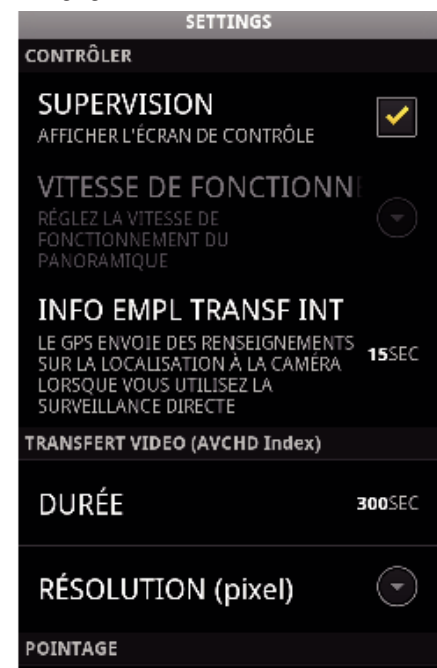 SETTINGS
CONTRÔLER
SUPERVISION
AFFICHER L'ÉCRAN DE CONTRÔLE
VITESSE DE FONCTIONNE
RÉGLEZ LA VITESSE DE
FONCTTONNEMENT DU
PANORAMIQUE
INFO EMPL TRANSF INT
LE GPS ENVOIE DES RENSEIGNEMENTS
SUR LA LOCALISATION À LA CAMÉRA
LORSQUE VOUS UTILISEZ LA
SURVEILLANCE DIRECTE
15SEC
TRANSFERT VIDEO (AVCHD Index)
DURÉE
300SEC
RÉSOLUTION (pixel)
POINTAGE